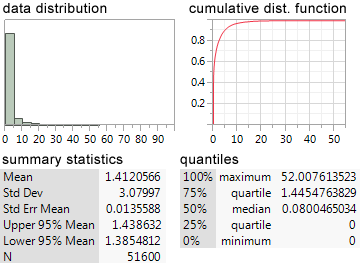 data distribution
0 10 20 30 40 50 60 70 80 90
cumulative dist. function
0.8
0.6
0.4
0.2
0 10 20 30 40 50
summary statistics
Mean 1.4120566
Std Dev 3.07997
Std Err Mean 0.0135588
Upper 95% Mean 1.438632
Lower 95% Mean 1.3854812
N 51600
quantiles
100% maximum 52.007613523
75% quartile 1.4454763829
50% median 0.0800465034
25% quartile 0
0% minimum 0